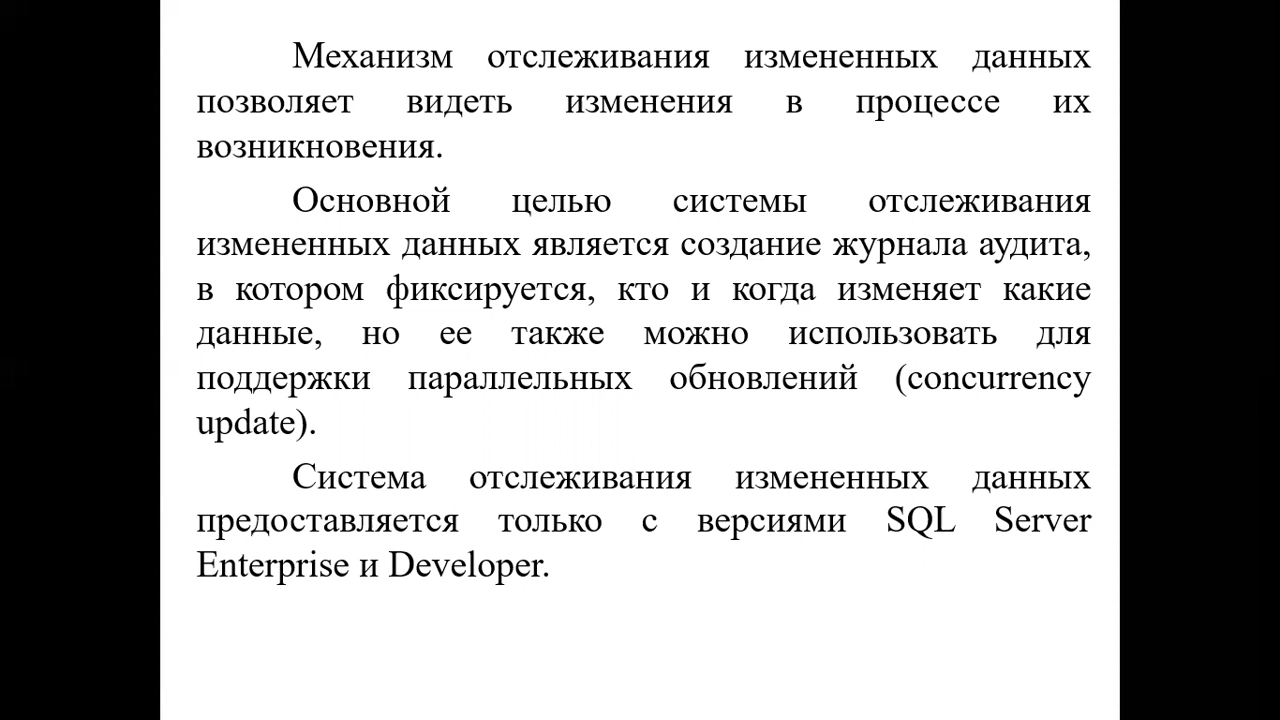 Механизм отслеживания измененных данных
позволяет видеть изменения в процессе их
возникновения.
Основной целью системы отслеживания
измененных данных является создание журнала аудита,
в котором фиксируется, кто и когда изменяет какие
данные, но ее также можно использовать для
поддержки параллельных обновлений (concurrency
update).
Система отслеживания измененных данных
предоставляется только с версиями SQL Server
Enterprise и Developer.